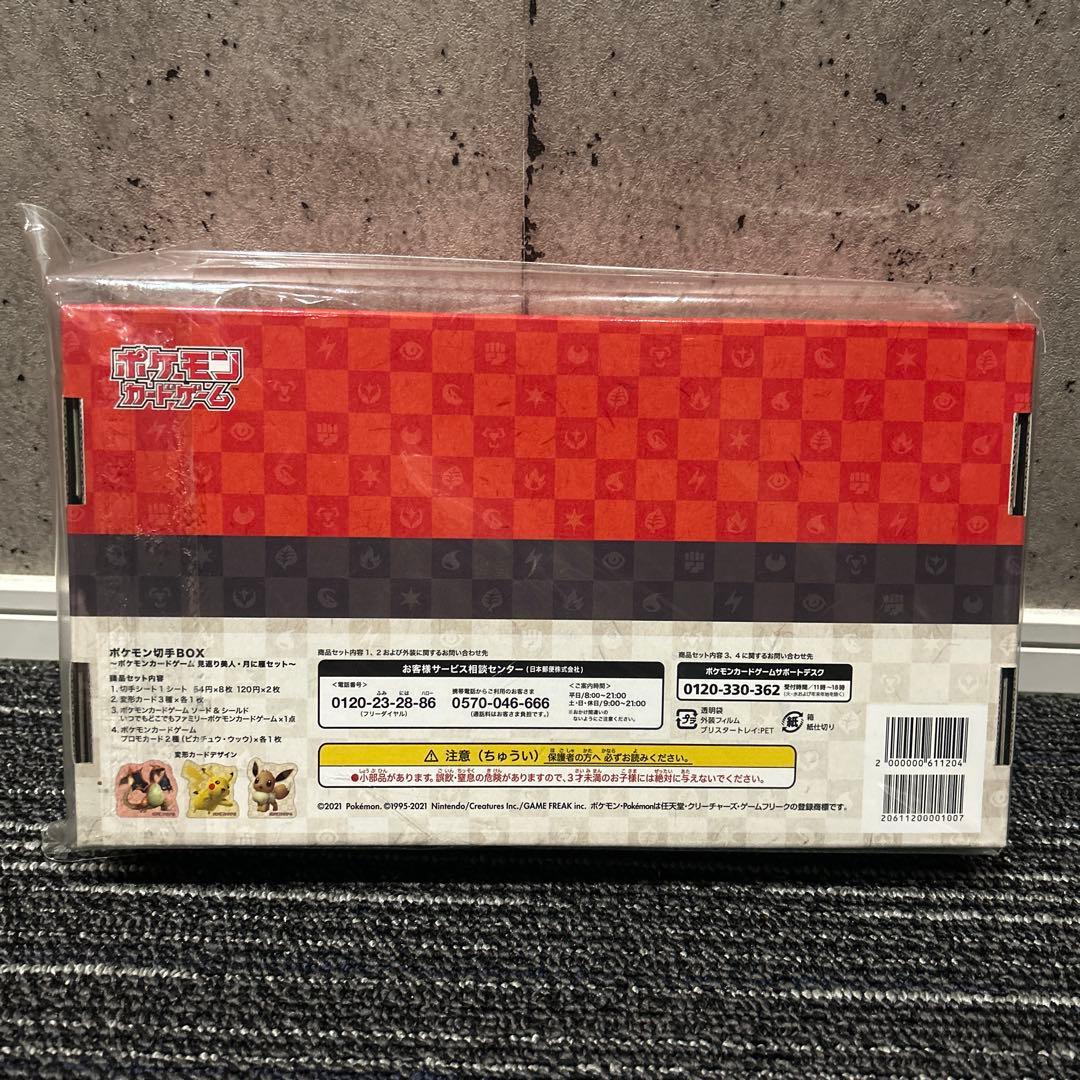 ポケモン
カードゲーム
ポケモン切手BOX
～ポケモンカードゲーム 見返り美人・月に雁セット～
商品セット内容
1. 切手シート1シート 84円×8枚 120円×2枚
2. 変形カード3種×各1枚
3. ポケモンカードゲーム ソード&シールド
いつでもどこでもファミリーポケモンカードゲーム×1点
4. ポケモンカードゲーム
プロモカード2種(ピカチュウ・ウッウ)×各1枚
変形カードデザイン
商品セット内容 1、2 および外装に関するお問い合わせ先
お客様サービス相談センター(日本郵便株式会社)
<電話番号>
ふみ には ハロー
0120-23-28-86
(フリーダイヤル)
携帯電話からご利用のお客さま
0570-046-666
(通話料はお客さま負担です。)
<ご案内時間>
平日/8:00～21:00
土・日・休日/9:00～21:00
※おかけ間違いの
ないようにご注意ください。
商品セット内容 3、4 に関するお問い合わせ先
ポケモンカードゲームサポートデスク
0120-330-362 受付時間/11時～18時
プラ
透明袋
外装フィルム
ブリスタートレイ:PET
紙
箱
紙仕切り
注意(ちゅうい) 保護者の方へ 必ずお読みください。
●小部品があります。誤飲・窒息の危険がありますので、3才未満のお子様には絶対に与えないでください。
©2021 Pokémon. ©1995-2021 Nintendo/Creatures Inc./GAME FREAK inc. ポケモン・Pokémonは任天堂・クリーチャーズ・ゲームフリークの登録商標です。
2 000000 611204
20611200001007